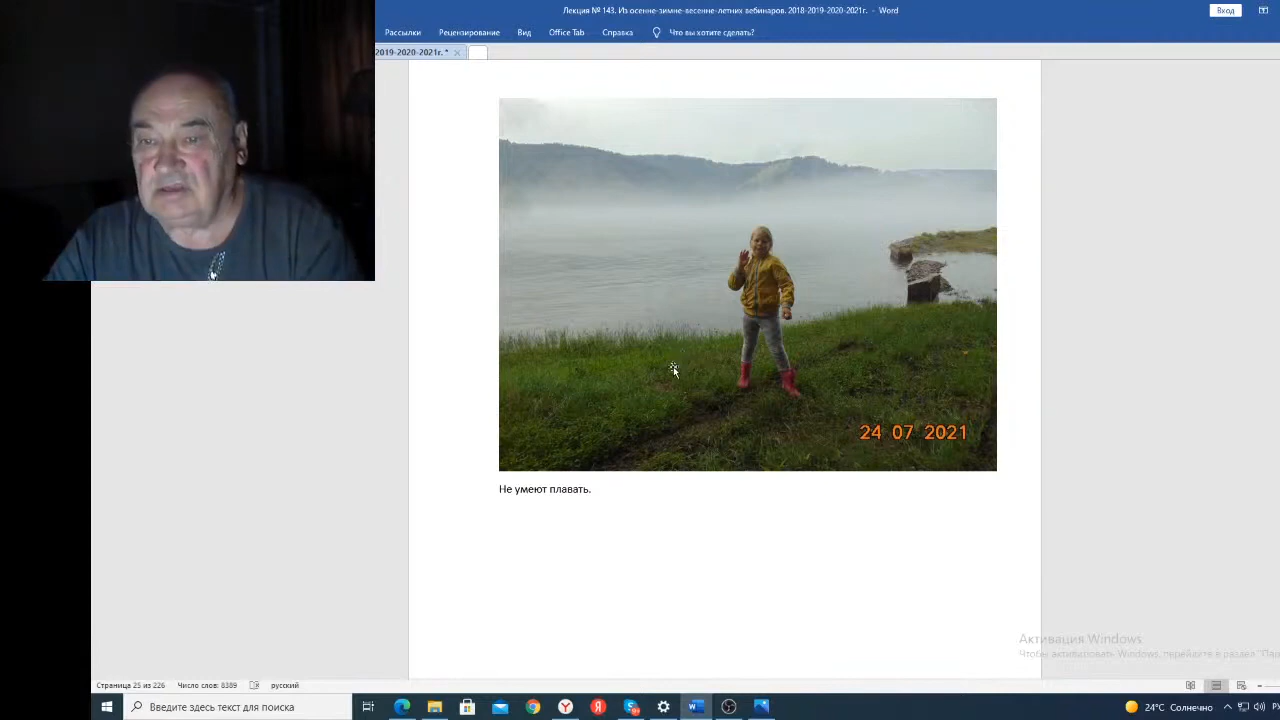 Лекция № 143. Из осенне-зимне-весенне-летних вебинаров. 2018-2019-2020-2021г. - Word
Вход
Рассылки Рецензирование Вид Office Tab Справка Что вы хотите сделать?
2019-2020-2021г. *
24 07 2021
Не умеют плавать.
Активация Windows
Чтобы активировать Windows, перейдите в раздел "Пар
Страница 25 из 226 Число слов: 8389 русский
Введите здесь текст для поиска
24°C Солнечно